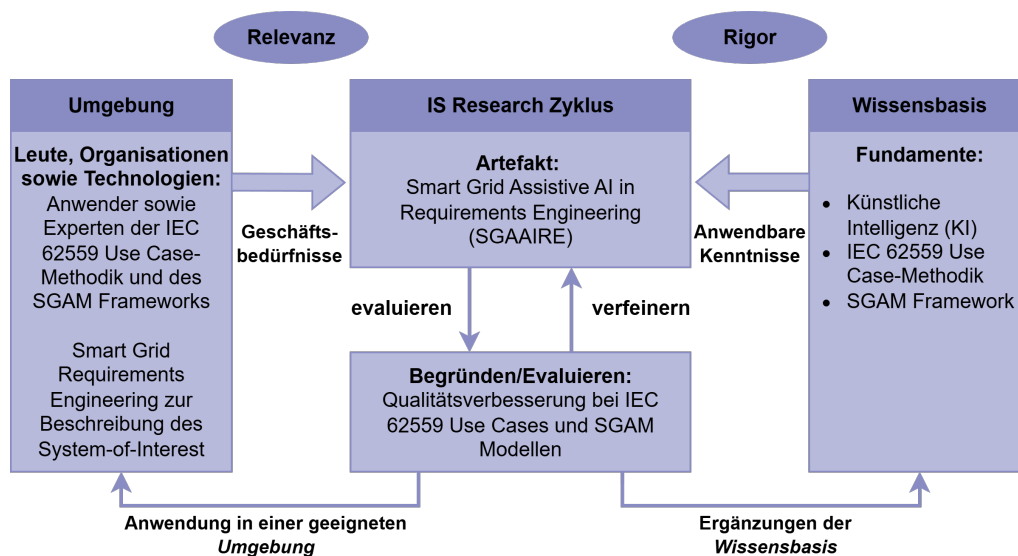 Relevanz
Rigor
Umgebung
Leute, Organisationen
sowie Technologien:
Anwender sowie
Experten der IEC
62559 Use Case-
Methodik und des
SGAM Frameworks
Smart Grid
Requirements
Engineering zur
Beschreibung des
System-of-Interest
Geschäfts-
bedürfnisse
IS Research Zyklus
Artefakt:
Smart Grid Assistive AI in
Requirements Engineering
(SGAAIRE)
evaluieren
verfeinern
Begründen/Evaluieren:
Qualitätsverbesserung bei IEC
62559 Use Cases und SGAM
Modellen
Anwendbare
Kenntnisse
Wissensbasis
Fundamente:
• Künstliche
Intelligenz (KI)
• IEC 62559 Use
Case-Methodik
• SGAM Framework
Anwendung in einer geeigneten
Umgebung
Ergänzungen der
Wissensbasis